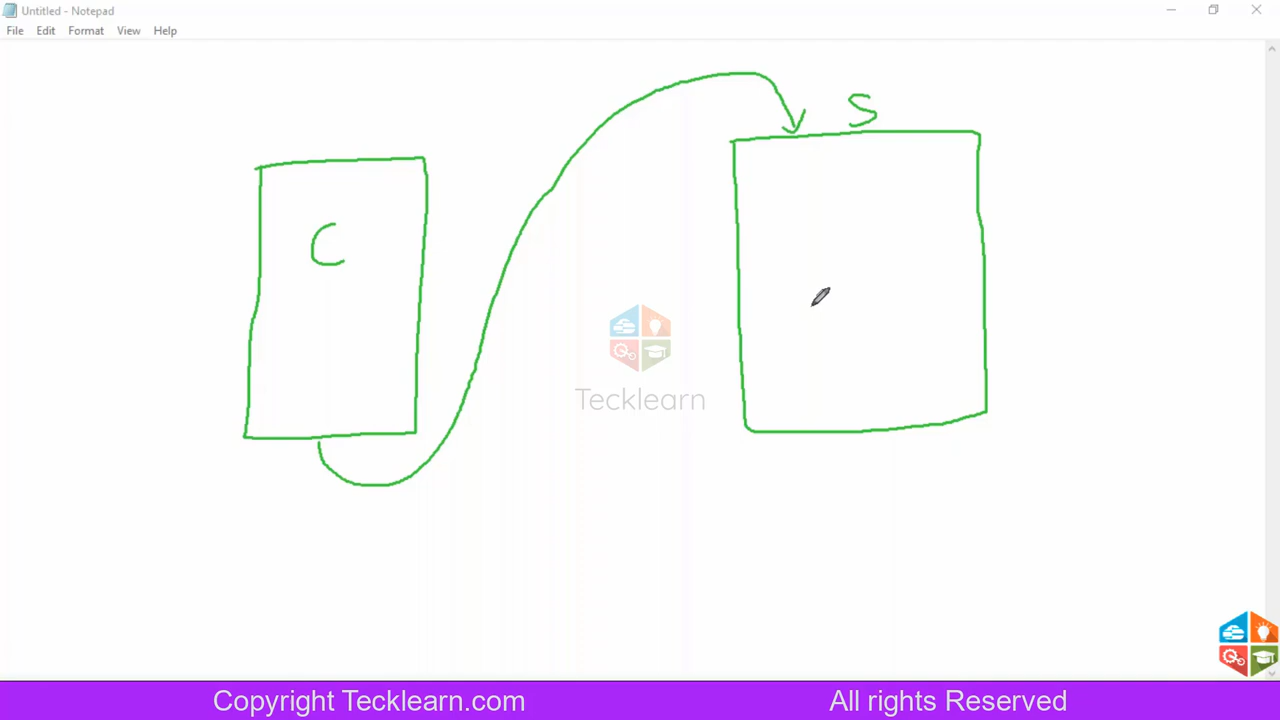 Untitled - Notepad
File Edit Format View Help
S
C
Tecklearn
Copyright Tecklearn.com All rights Reserved